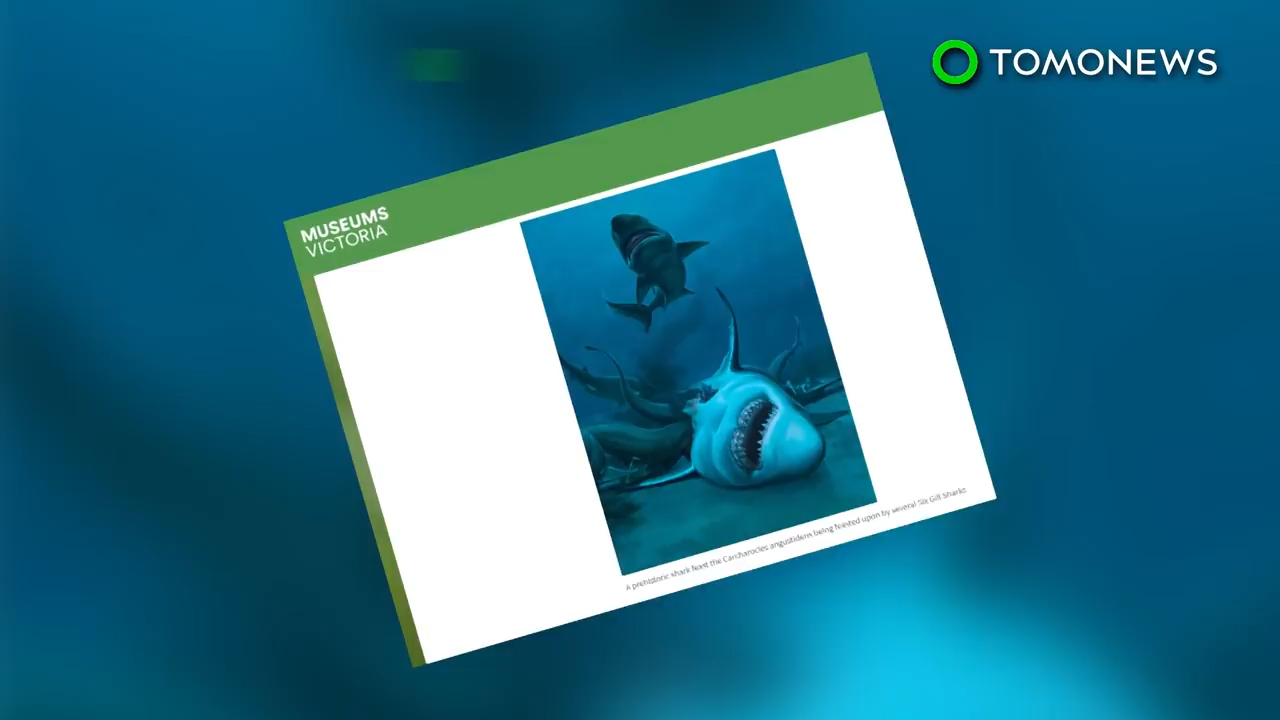 TOMONEWS
MUSEUMS
VICTORIA
A prehistoric shark feast the Carcharocles angustidens being feasted upon by several Six Gill Sharks